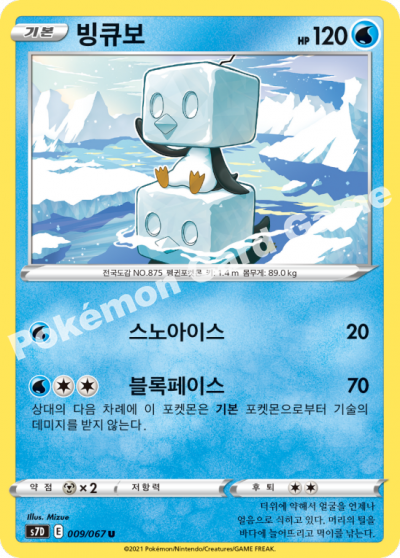 기본 빙큐보 HP 120
전국도감 NO.875 펭귄포켓몬 키: 1.4 m 몸무게: 89.0 kg
스노아이스 20
블록페이스 70
상대의 다음 차례에 이 포켓몬은 기본 포켓몬으로부터 기술의
데미지를 받지 않는다.
약점 ×2 저항력 후퇴
Illus. Mizue
s7D E 009/067 U
더위에 약해서 얼굴을 언제나
얼음으로 식히고 있다. 머리의 털을
바다에 늘어뜨리고 먹이를 낚는다.
©2021 Pokémon/Nintendo/Creatures/GAME FREAK.
Pokémon Card Game